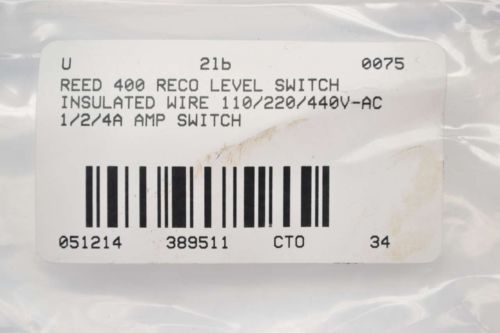 U 21b 0075
REED 400 RECO LEVEL SWITCH
INSULATED WIRE 110/220/440V-AC
1/2/4A AMP SWITCH
051214 389511 CTO 34